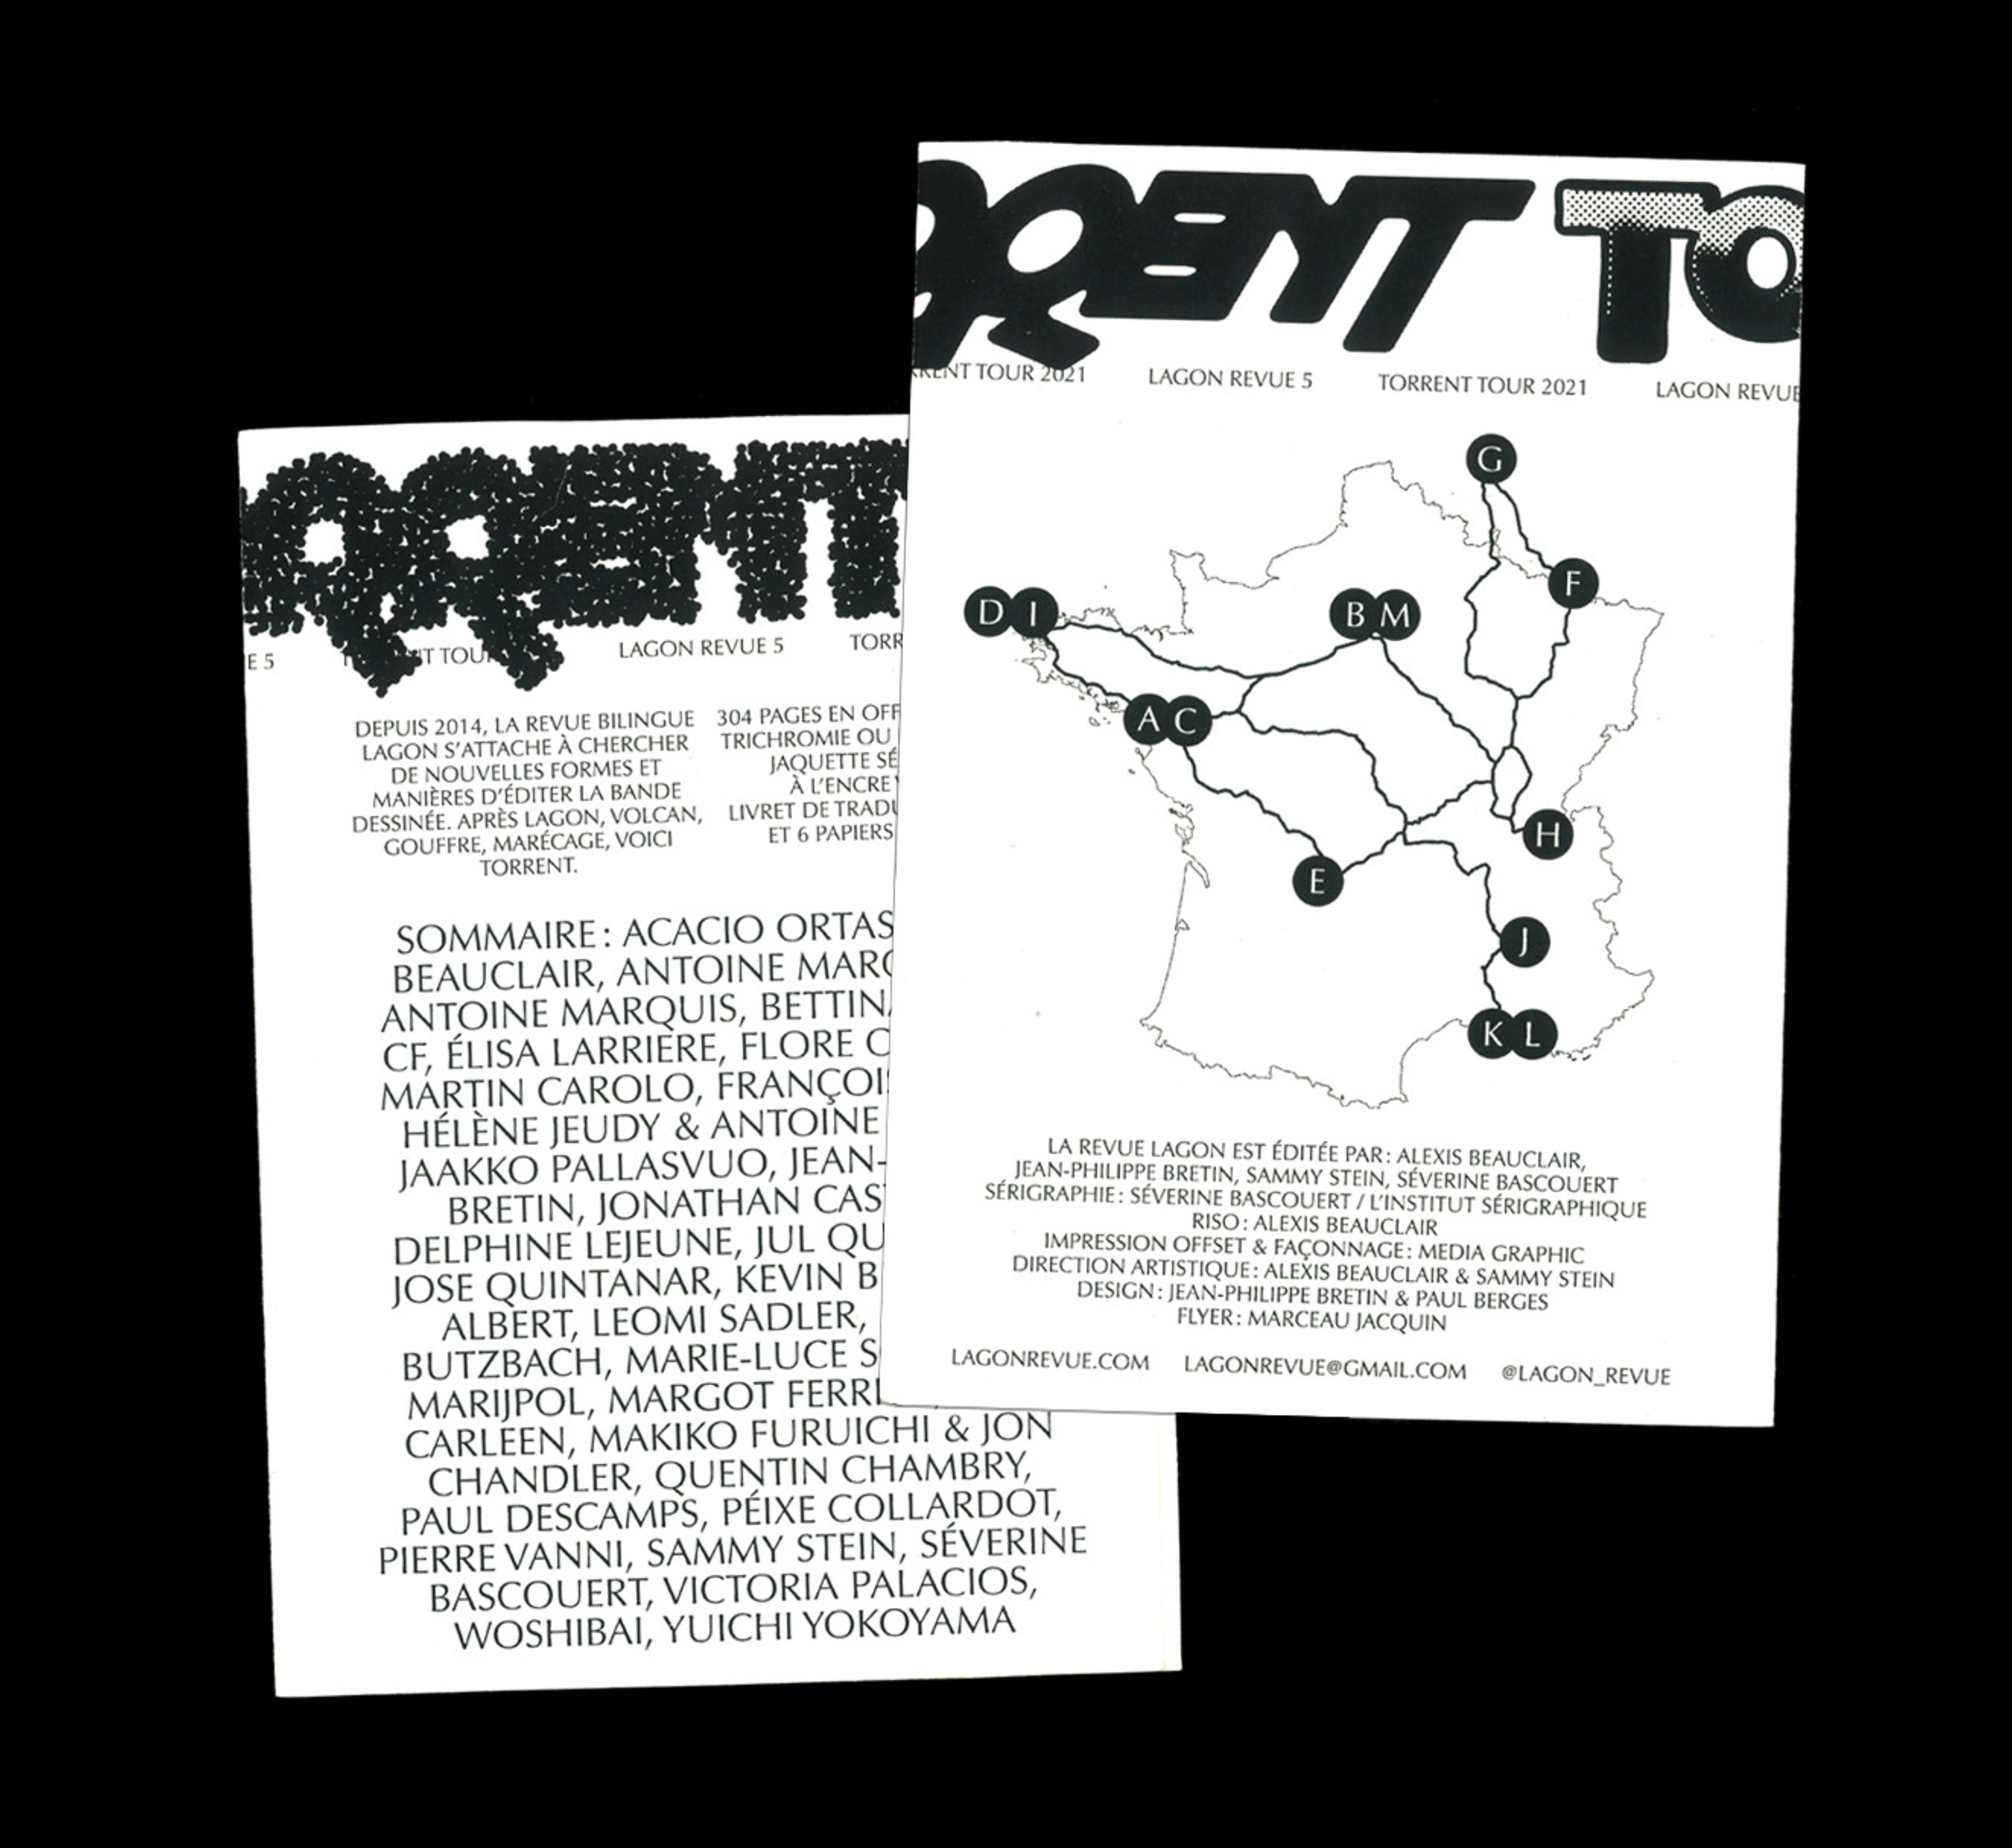 LAGON REVUE 5
DEPUIS 2014, LA REVUE BILINGUE
LAGON S'ATTACHE À CHERCHER
DE NOUVELLES FORMES ET
MANIÈRES D'ÉDITER LA BANDE
DESSINÉE. APRÈS LAGON, VOLCAN,
GOUFFRE, MARÉCAGE, VOICI
TORRENT.
304 PAGES EN
TRICHROMIE OU
JAQUETTE
À L'ENCRE
LIVRET DE
ET 6 PAPIERS
SOMMAIRE : ACACIO ORTAS
BEAUCLAIR, ANTOINE
ANTOINE MARQUIS,
CF, ÉLISA LARRIERE, FLORE
MARTIN CAROLO,
HÉLÈNE JEUDY & ANTOINE
JAAKKO PALLASVUO, JEAN-
BRETIN, JONATHAN
DELPHINE LEJEUNE, JUL
JOSE QUINTANAR, KEVIN
ALBERT, LEOMI SADLER,
BUTZBACH, MARIE-LUCE
MARIJPOL, MARGOT
CARLEEN, MAKIKO FURUICHI & JON
CHANDLER, QUENTIN CHAMBRY,
PAUL DESCAMPS, PÉIXE COLLARDOT,
PIERRE VANNI, SAMMY STEIN, SÉVERINE
BASCOUERT, VICTORIA PALACIOS,
WOSHIBAI, YUICHI YOKOYAMA
TOUR 2021 LAGON REVUE 5 TORRENT TOUR 2021 LAGON REVUE
G
F
D I
B M
A C
H
E
J
K L
LA REVUE LAGON EST ÉDITÉE PAR : ALEXIS BEAUCLAIR,
JEAN-PHILIPPE BRETIN, SAMMY STEIN, SÉVERINE BASCOUERT
SÉRIGRAPHIE : SÉVERINE BASCOUERT / L'INSTITUT SÉRIGRAPHIQUE
RISO : ALEXIS BEAUCLAIR
IMPRESSION OFFSET & FAÇONNAGE : MEDIA GRAPHIC
DIRECTION ARTISTIQUE : ALEXIS BEAUCLAIR & SAMMY STEIN
DESIGN : JEAN-PHILIPPE BRETIN & PAUL BERGES
FLYER : MARCEAU JACQUIN
LAGONREVUE.COM LAGONREVUE@GMAIL.COM @LAGON_REVUE